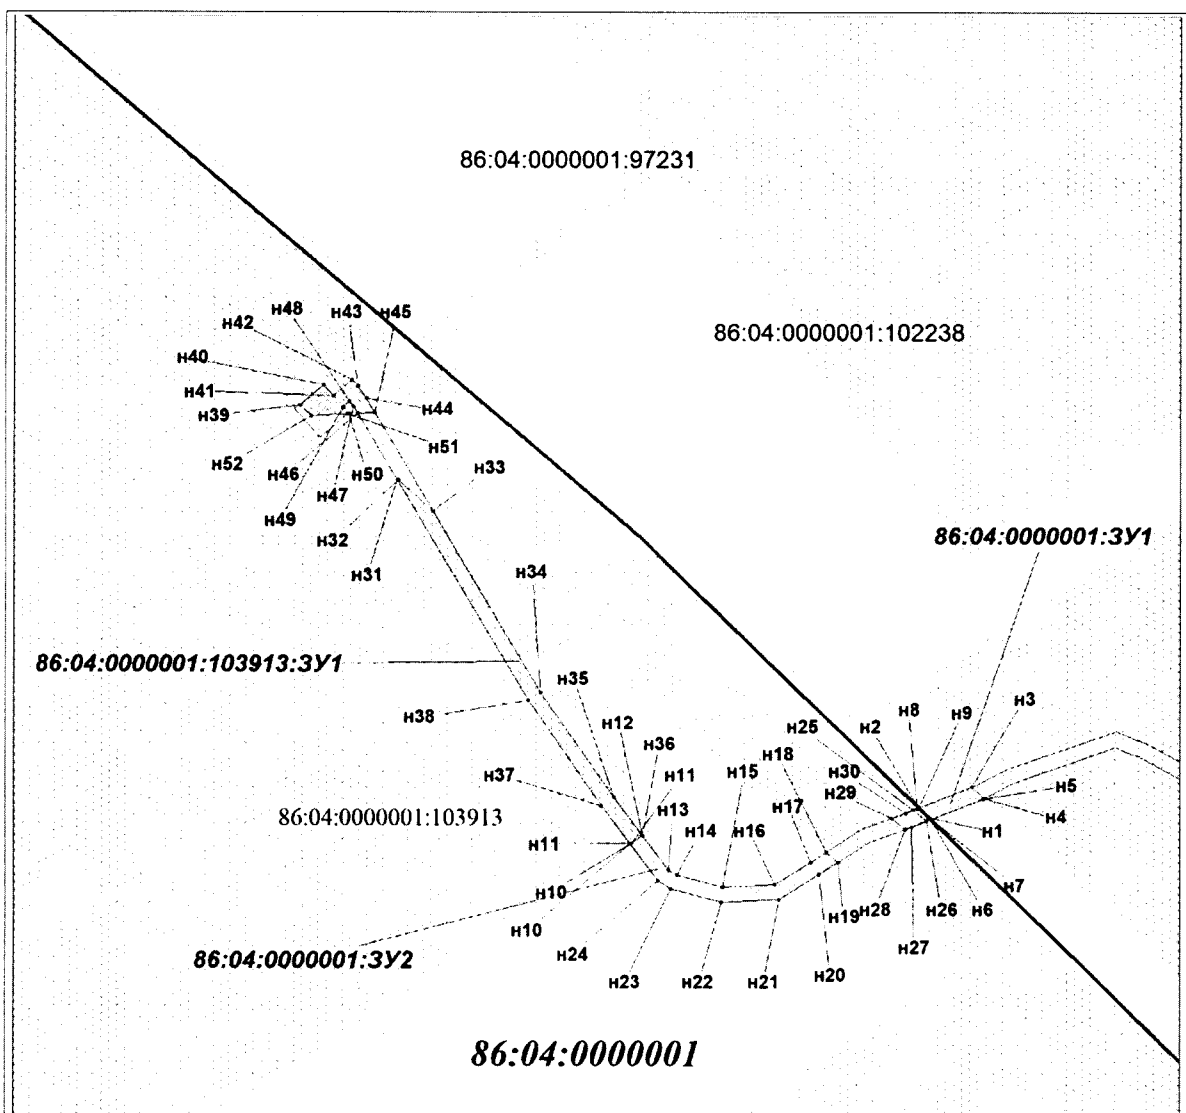 86:04:0000001:97231
н48
н43
н45
н42
86:04:0000001:102238
н40
н41
н39
н44
н51
н52
н46
н50
н33
н47
н49
н32
86:04:0000001:ЗУ1
н31
н34
86:04:0000001:103913:ЗУ1
н35
н38
н12
н36
н25
н2
н8
н9
н3
н18
н11
н15
н30
н5
н37
н13
н29
86:04:0000001:103913
н14
н16
н17
н4
н1
н11
н7
н10
н19
н28
н26
н6
н10
н24
н27
86:04:0000001:ЗУ2
н20
н23
н22
н21
86:04:0000001